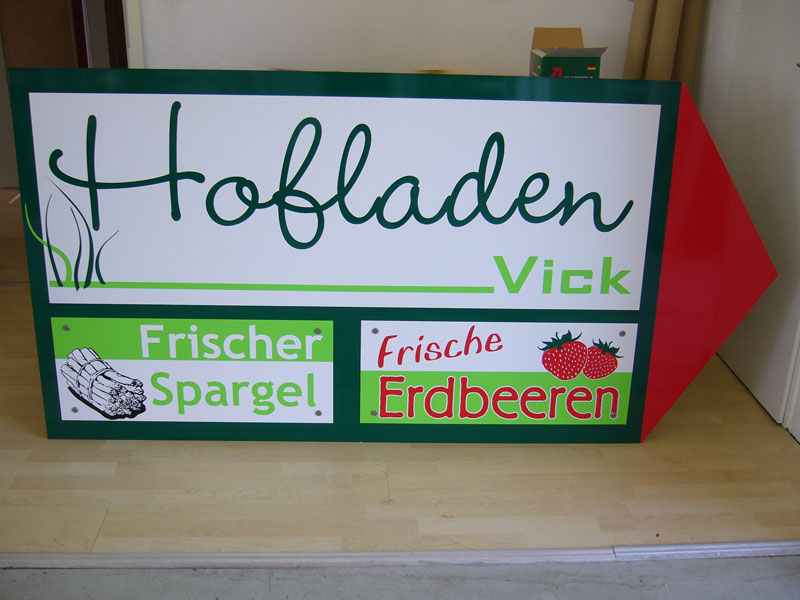 Hofladen
Vick
Frischer
Spargel
Frische
Erdbeeren